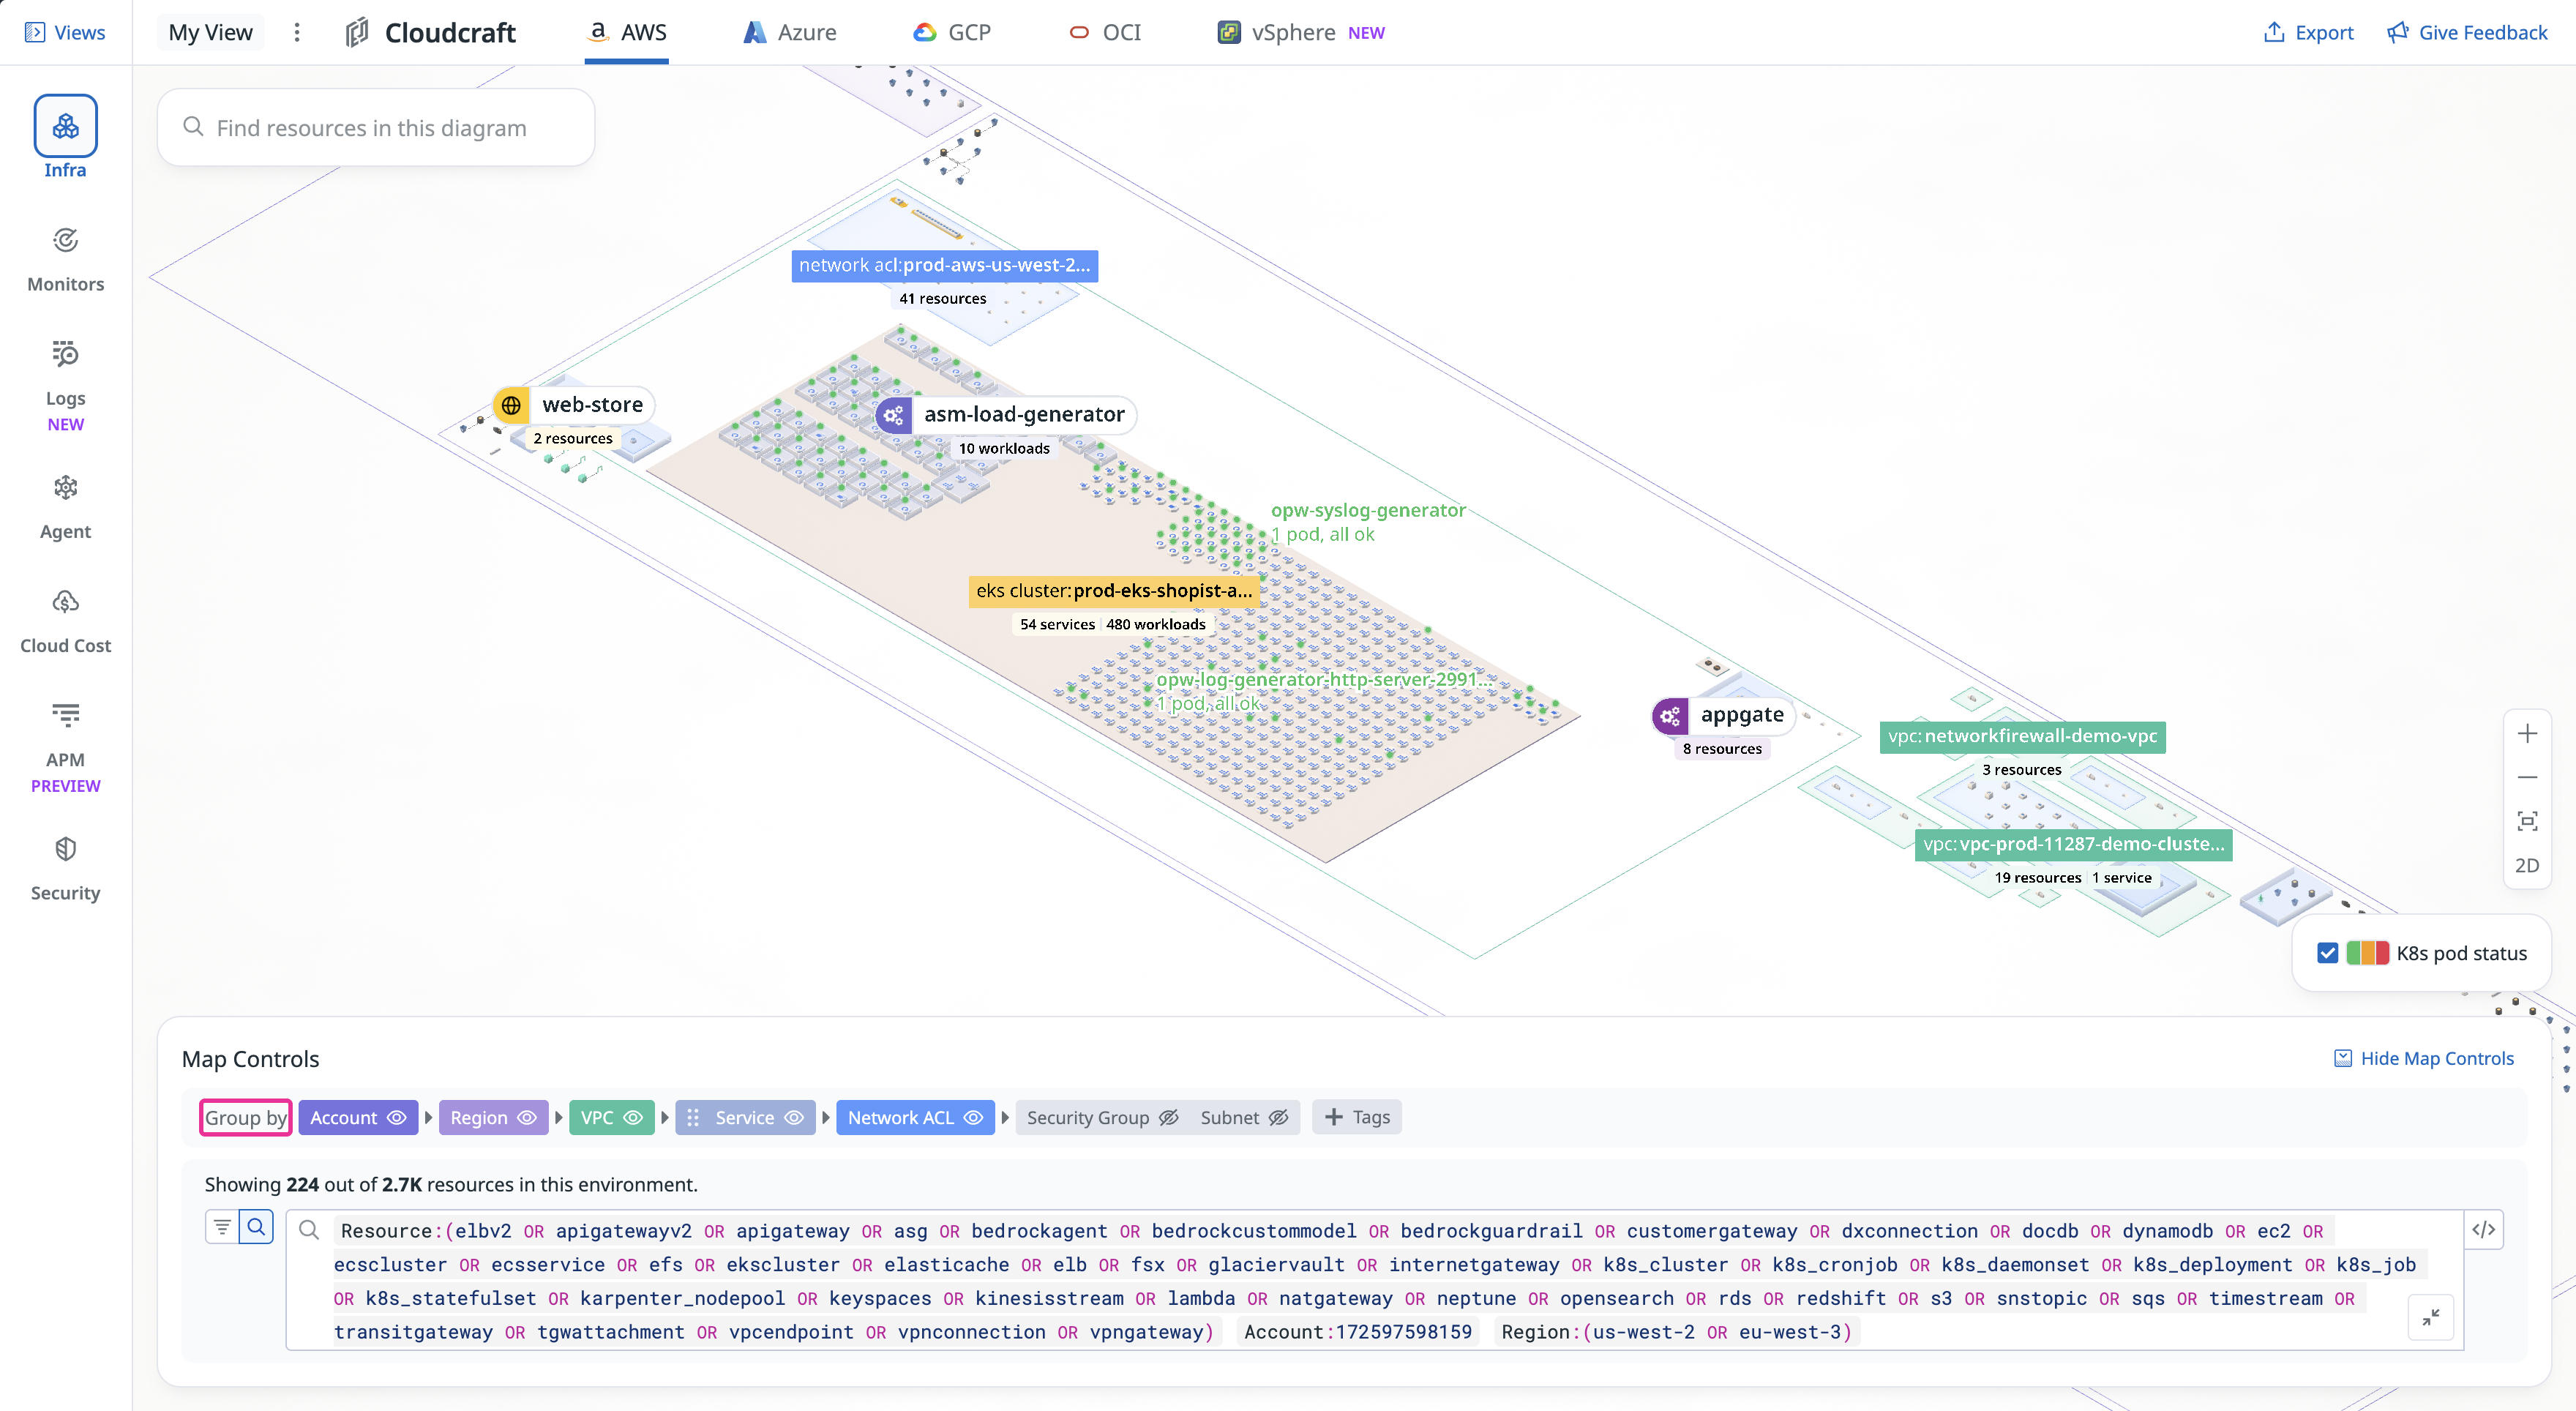 Views
My View
Cloudcraft
AWS
Azure
GCP
OCI
vSphere NEW
Export
Give Feedback
Infra
Monitors
Logs
NEW
Agent
Cloud Cost
APM
PREVIEW
Security
Find resources in this diagram
network acl:prod-aws-us-west-2...
41 resources
web-store
2 resources
asm-load-generator
10 workloads
opw-syslog-generator
1 pod, all ok
eks cluster:prod-eks-shopist-a...
54 services 480 workloads
opw-log-generator-http-server-2991...
1 pod, all ok
appgate
8 resources
vpc:networkfirewall-demo-vpc
3 resources
vpc:vpc-prod-11287-demo-cluste...
19 resources 1 service
2D
K8s pod status
Map Controls
Hide Map Controls
Group by Account Region VPC Service Network ACL Security Group Subnet + Tags
Showing 224 out of 2.7K resources in this environment.
Resource:(elbv2 OR apigatewayv2 OR apigateway OR asg OR bedrockagent OR bedrockcustommodel OR bedrockguardrail OR customergateway OR dxconnection OR docdb OR dynamodb OR ec2 OR
ecscluster OR ecsservice OR efs OR ekscluster OR elasticache OR elb OR fsx OR glaciervault OR internetgateway OR k8s_cluster OR k8s_cronjob OR k8s_daemonset OR k8s_deployment OR k8s_job
OR k8s_statefulset OR karpenter_nodepool OR keyspaces OR kinesisstream OR lambda OR natgateway OR neptune OR opensearch OR rds OR redshift OR s3 OR snstopic OR sqs OR timestream OR
transitgateway OR tgwattachment OR vpcendpoint OR vpnconnection OR vpngateway) Account:172597598159 Region:(us-west-2 OR eu-west-3)